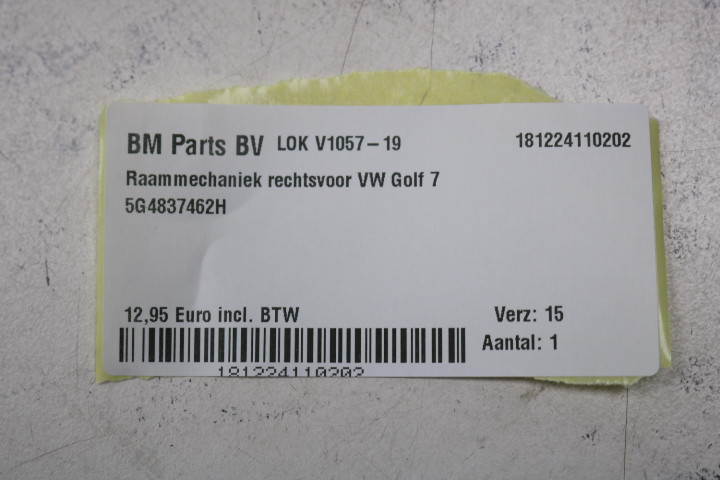 BM Parts BV LOK V1057-19 181224110202
Raammechaniek rechtsvoor VW Golf 7
5G4837462H
12,95 Euro incl. BTW Verz: 15
Aantal: 1
181224110202